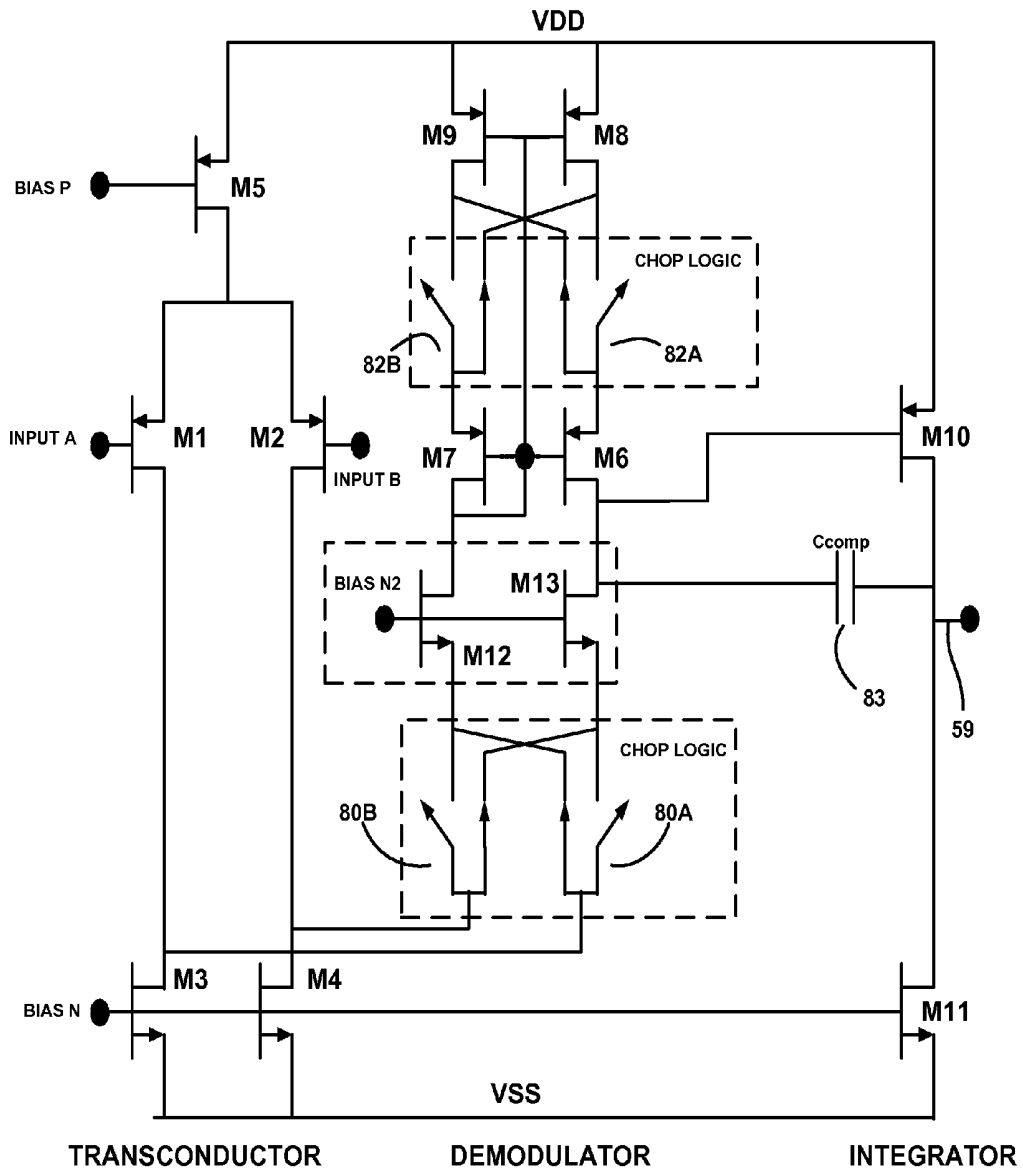 VDD
M9
M8
BIAS P
M5
CHOP LOGIC
82B
82A
INPUT A
M1
M2
INPUT B
M7
M6
M10
Ccomp
BIAS N2
M13
M12
83
59
CHOP LOGIC
80B
80A
M3
M4
BIAS N
M11
VSS
TRANSCONDUCTOR
DEMODULATOR
INTEGRATOR